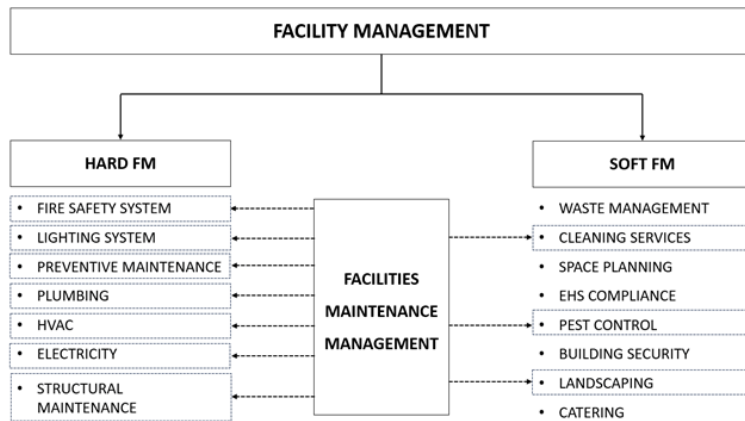 FACILITY MANAGEMENT
HARD FM
• FIRE SAFETY SYSTEM
• LIGHTING SYSTEM
• PREVENTIVE MAINTENANCE
• PLUMBING
• HVAC
• ELECTRICITY
• STRUCTURAL
MAINTENANCE
FACILITIES
MAINTENANCE
MANAGEMENT
SOFT FM
• WASTE MANAGEMENT
• CLEANING SERVICES
• SPACE PLANNING
• EHS COMPLIANCE
• PEST CONTROL
• BUILDING SECURITY
• LANDSCAPING
• CATERING